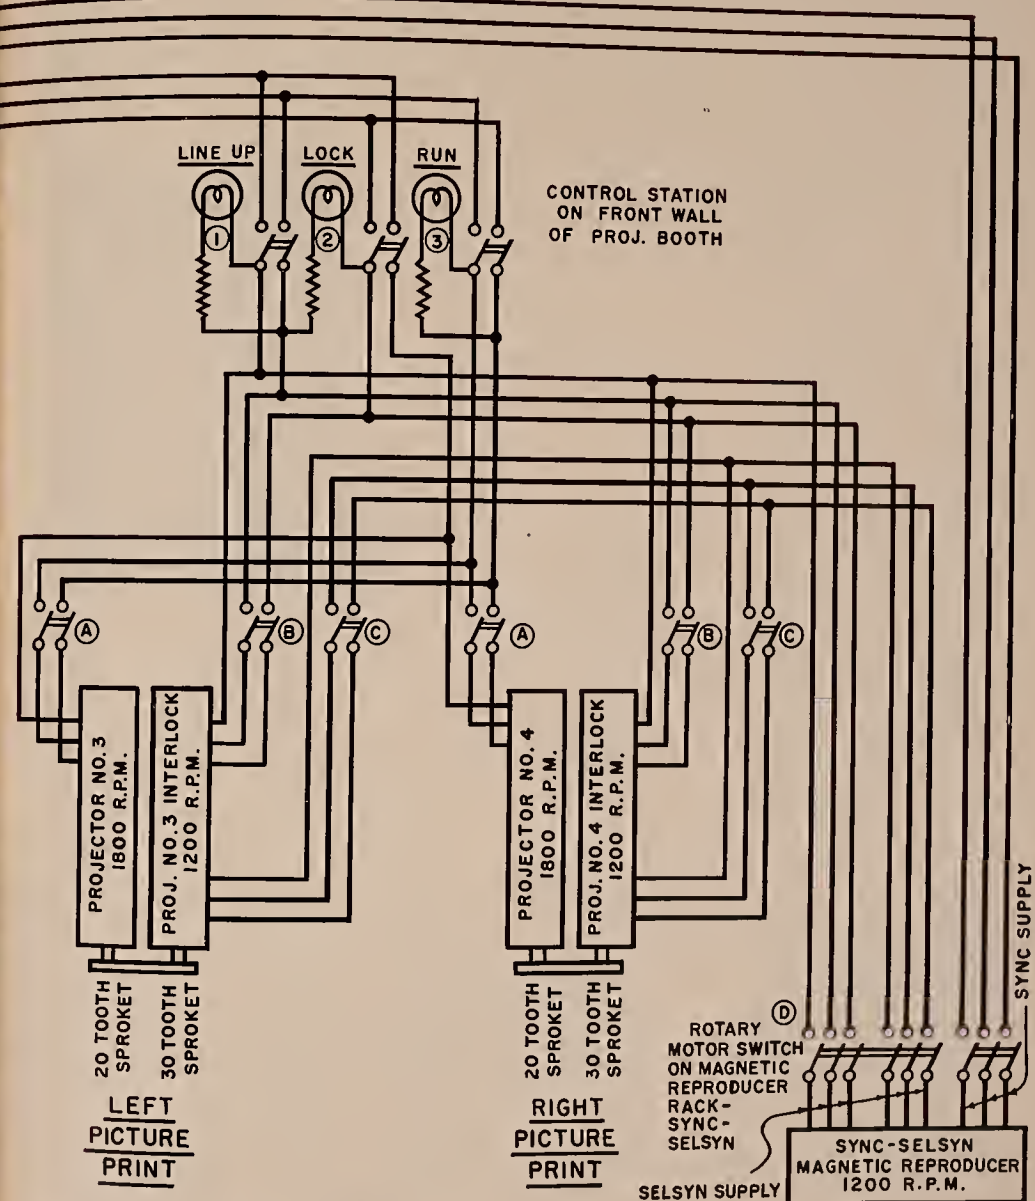 LINE UP
LOCK
RUN
1
2
3
CONTROL STATION
ON FRONT WALL
OF PROJ. BOOTH
A
B
C
A
B
C
PROJECTOR NO. 3
1800 R.P.M.
PROJ. NO. 3 INTERLOCK
1200 R.P.M.
PROJECTOR NO. 4
1800 R.P.M.
PROJ. NO. 4 INTERLOCK
1200 R.P.M.
20 TOOTH
SPROKET
30 TOOTH
SPROKET
LEFT
PICTURE
PRINT
20 TOOTH
SPROKET
30 TOOTH
SPROKET
RIGHT
PICTURE
PRINT
D
ROTARY
MOTOR SWITCH
ON MAGNETIC
REPRODUCER
RACK-
SYNC-
SELSYN
SYNC SUPPLY
SELSYN SUPPLY
SYNC-SELSYN
MAGNETIC REPRODUCER
1200 R.P.M.